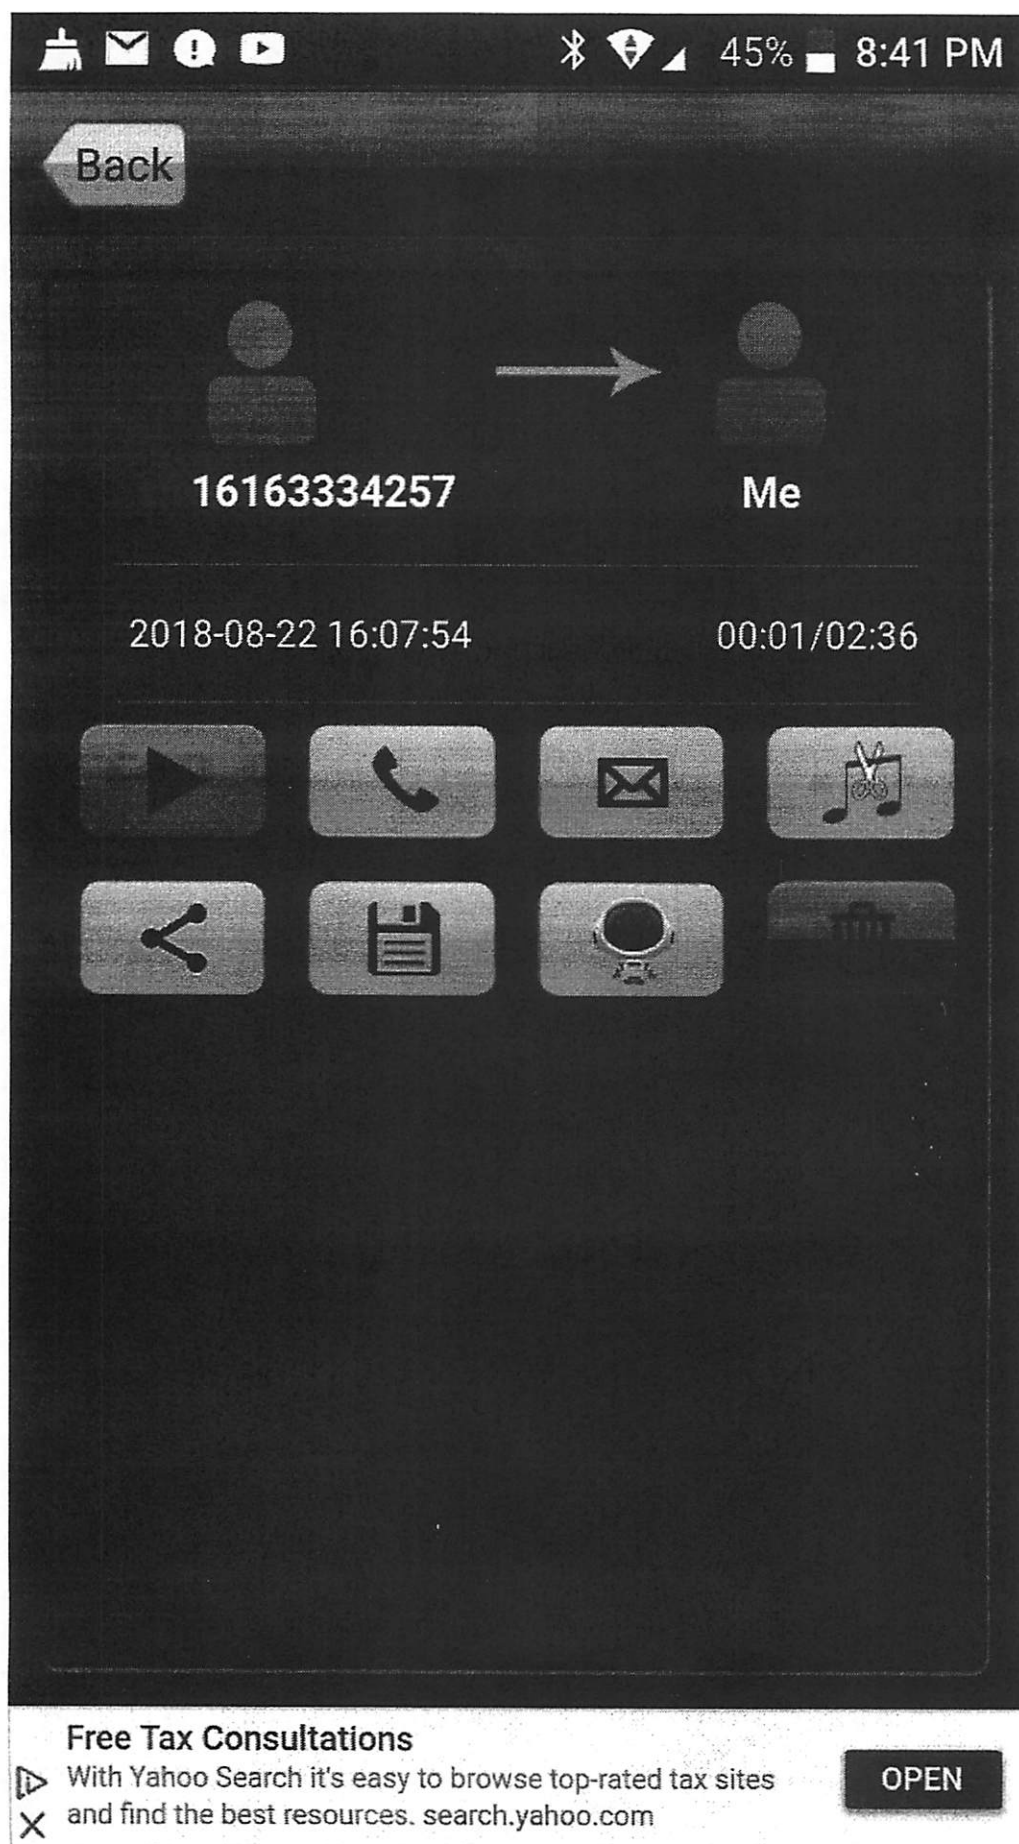 45% 8:41 PM
Back
16163334257 Me
2018-08-22 16:07:54 00:01/02:36
Free Tax Consultations
With Yahoo Search it's easy to browse top-rated tax sites
and find the best resources. search.yahoo.com
OPEN